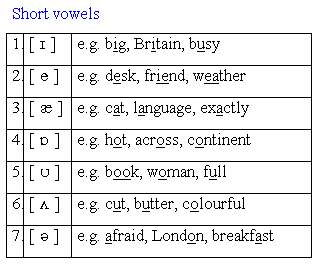 Short vowels
1. [ ɪ ] e.g. big, Britain, busy
2. [ e ] e.g. desk, friend, weather
3. [ æ ] e.g. cat, language, exactly
4. [ ɒ ] e.g. hot, across, continent
5. [ ʊ ] e.g. book, woman, full
6. [ ʌ ] e.g. cut, butter, colourful
7. [ ə ] e.g. afraid, London, breakfast